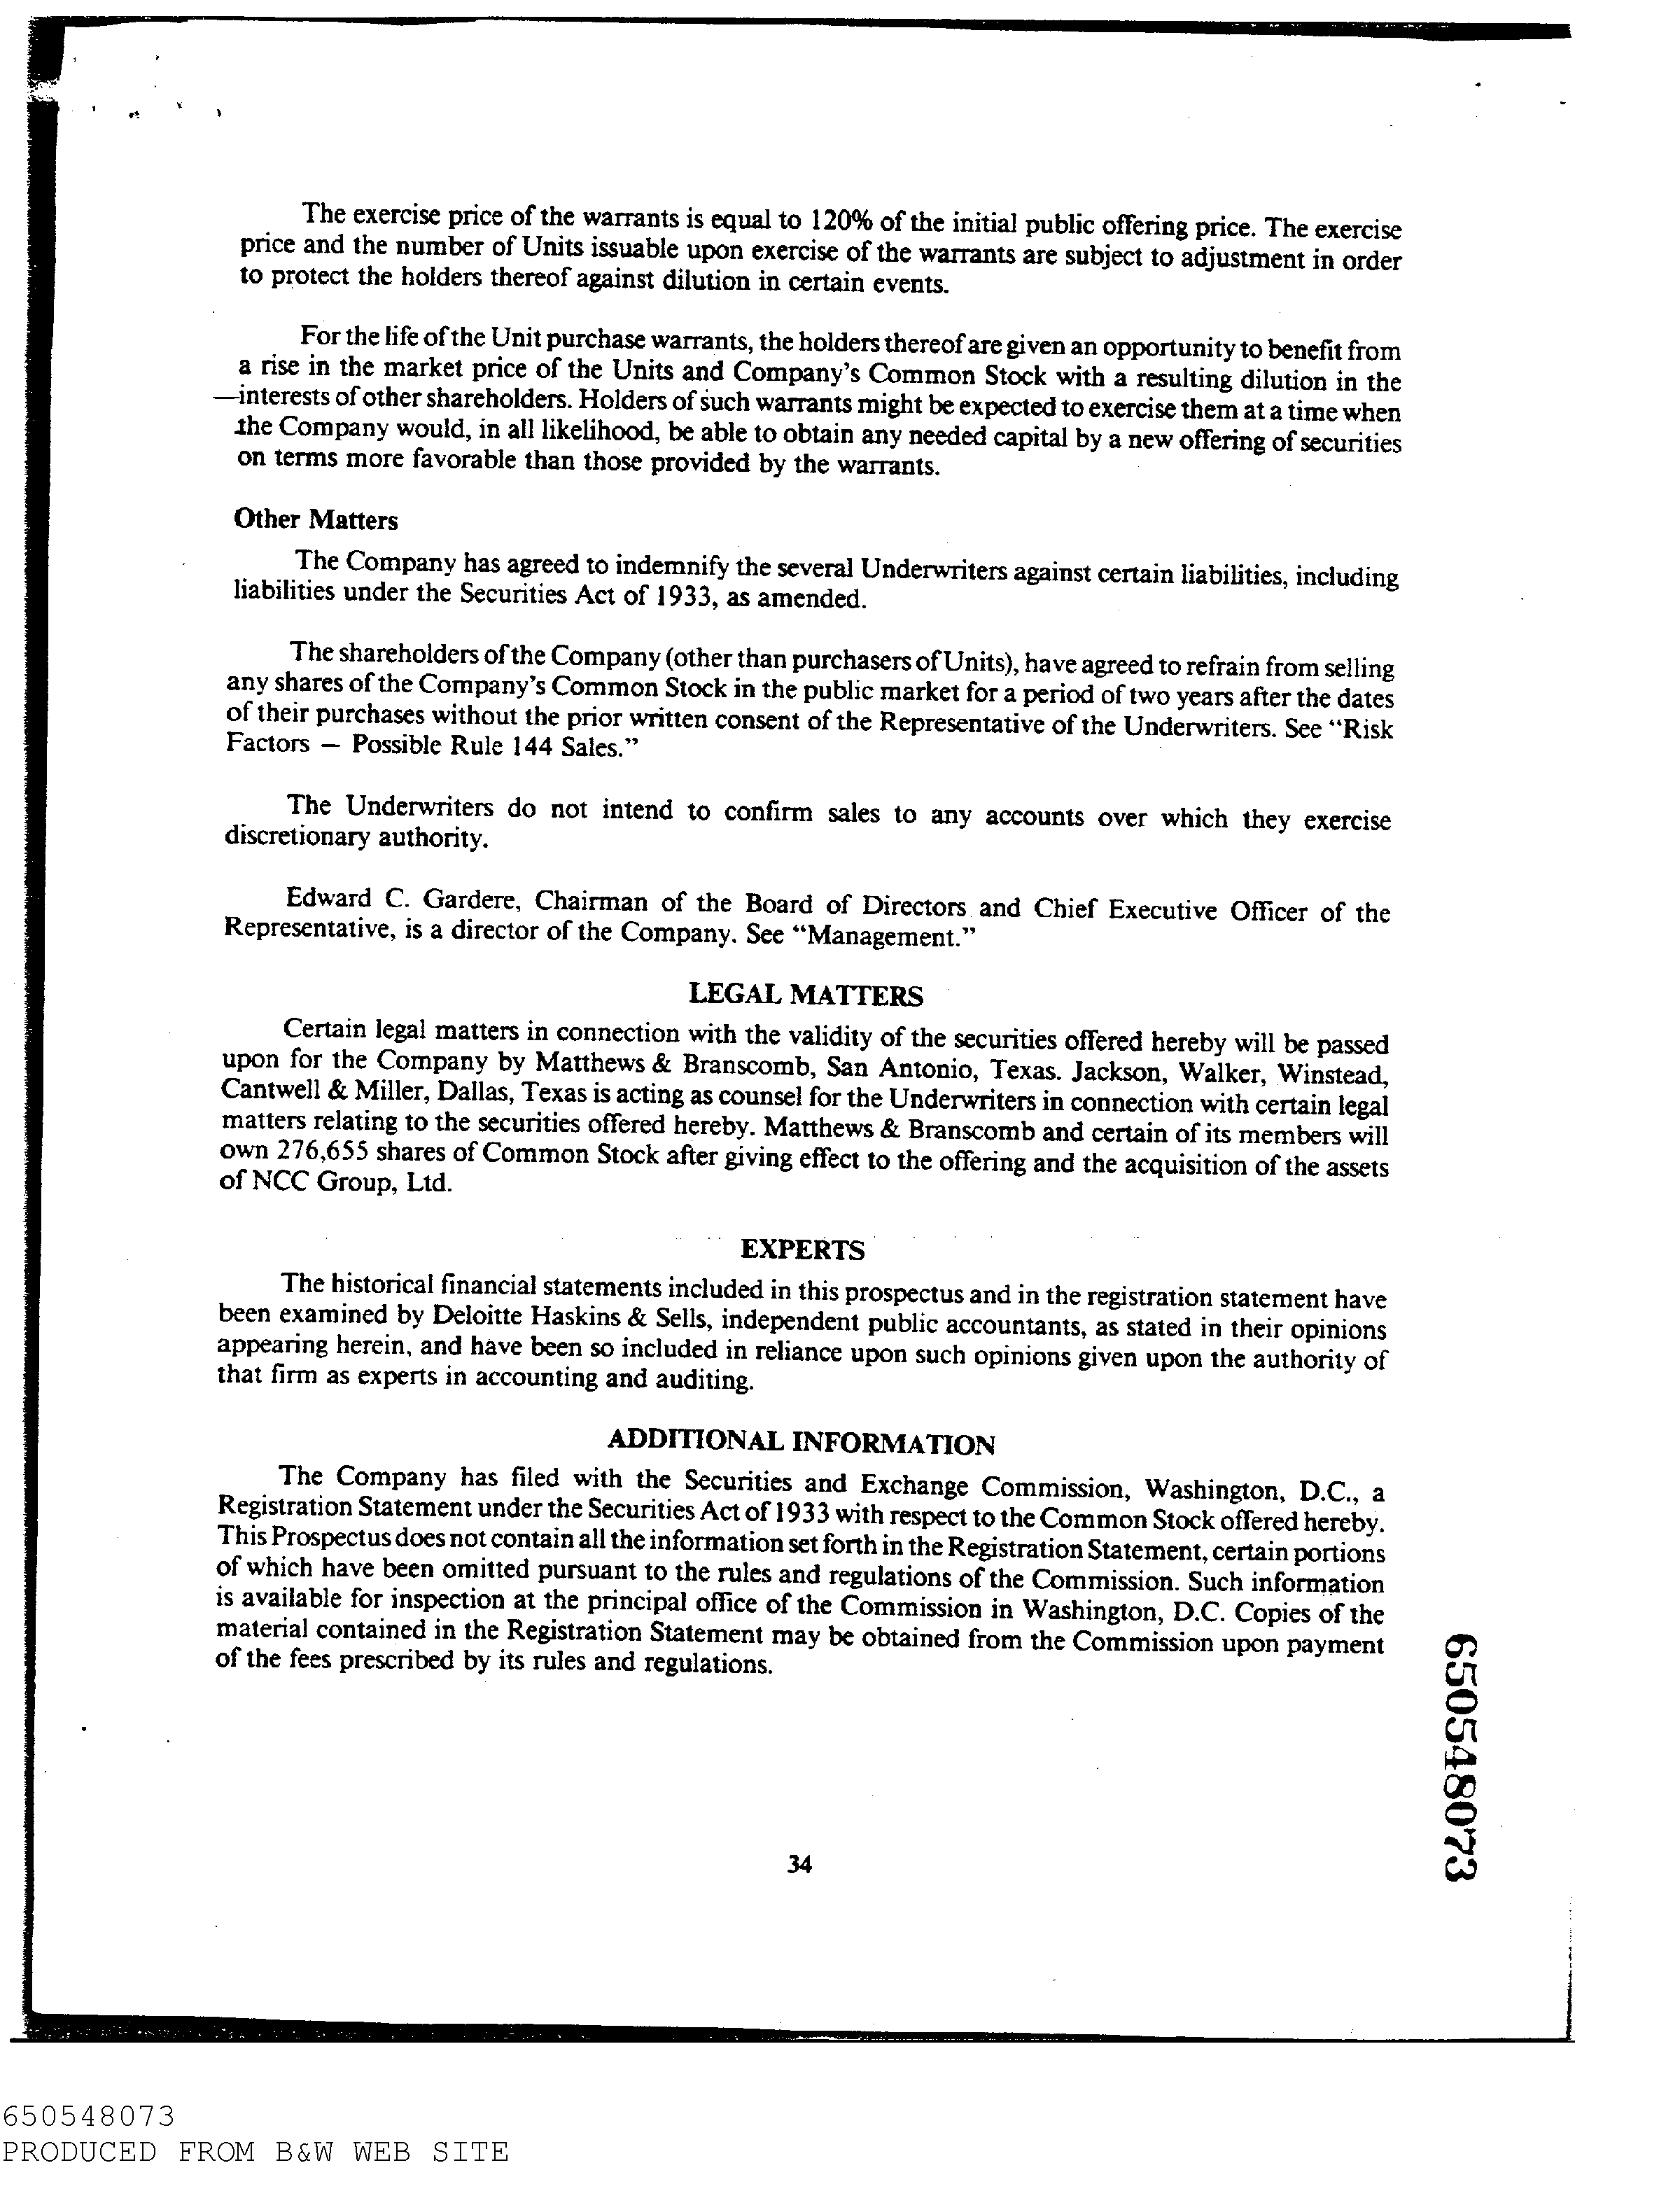 The exercise price of the warrants is equal to 120% of the initial public offering price. The exercise
price and the number of Units issuable upon exercise of the warrants are subject to adjustment in order
to protect the holders thereof against dilution in certain events.
For the life of the Unit purchase warrants, the holders thereof are given an opportunity to benefit from
a rise in the market price of the Units and Company's Common Stock with a resulting dilution in the
interests of other shareholders. Holders of such warrants might be expected to exercise them at a time when
the Company would, in all likelihood, be able to obtain any needed capital by a new offering of securities
on terms more favorable than those provided by the warrants.
Other Matters
The Company has agreed to indemnify the several Underwriters against certain liabilities, including
liabilities under the Securities Act of 1933, as amended.
The shareholders of the Company (other than purchasers of Units), have agreed to refrain from selling
any shares of the Company's Common Stock in the public market for a period of two years after the dates
of their purchases without the prior written consent of the Representative of the Underwriters. See “Risk
Factors — Possible Rule 144 Sales.”
The Underwriters do not intend to confirm sales to any accounts over which they exercise
discretionary authority.
Edward C. Gardere, Chairman of the Board of Directors and Chief Executive Officer of the
Representative, is a director of the Company. See “Management.”
LEGAL MATTERS
Certain legal matters in connection with the validity of the securities offered hereby will be passed
upon for the Company by Matthews & Branscomb, San Antonio, Texas. Jackson, Walker, Winstead,
Cantwell & Miller, Dallas, Texas is acting as counsel for the Underwriters in connection with certain legal
matters relating to the securities offered hereby. Matthews & Branscomb and certain of its members will
own 276,655 shares of Common Stock after giving effect to the offering and the acquisition of the assets
of NCC Group, Ltd.
EXPERTS
The historical financial statements included in this prospectus and in the registration statement have
been examined by Deloitte Haskins & Sells, independent public accountants, as stated in their opinions
appearing herein, and have been so included in reliance upon such opinions given upon the authority of
that firm as experts in accounting and auditing.
ADDITIONAL INFORMATION
The Company has filed with the Securities and Exchange Commission, Washington, D.C., a
Registration Statement under the Securities Act of 1933 with respect to the Common Stock offered hereby.
This Prospectus does not contain all the information set forth in the Registration Statement, certain portions
of which have been omitted pursuant to the rules and regulations of the Commission. Such information
is available for inspection at the principal office of the Commission in Washington, D.C. Copies of the
material contained in the Registration Statement may be obtained from the Commission upon payment
of the fees prescribed by its rules and regulations.
650548073
34
650548073
PRODUCED FROM B&W WEB SITE